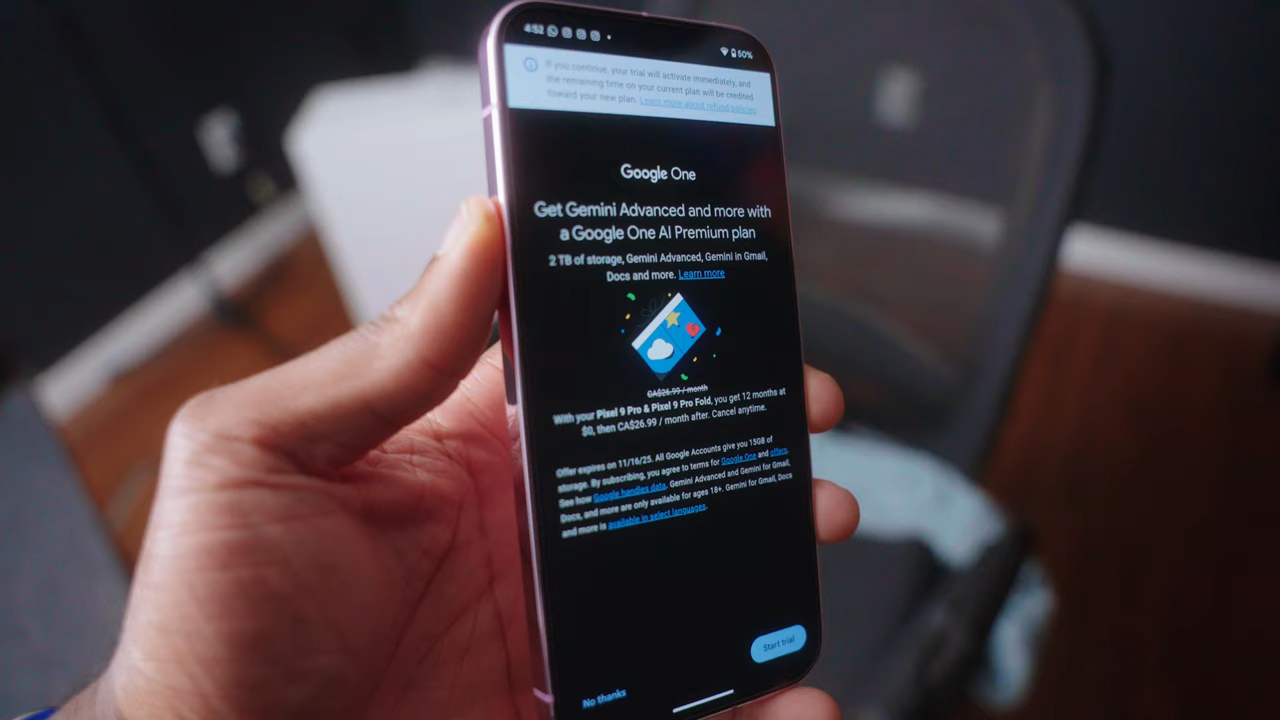 4:52
50%
If you continue, your trial will activate immediately, and
the remaining time on your current plan will be credited
toward your new plan. Learn more about refund policies
Google One
Get Gemini Advanced and more with
a Google One AI Premium plan
2 TB of storage, Gemini Advanced, Gemini in Gmail,
Docs and more. Learn more
CA$26.99 / month
With your Pixel 9 Pro & Pixel 9 Pro Fold, you get 12 months at
$0, then CA$26.99 / month after. Cancel anytime.
Offer expires on 11/16/25. All Google Accounts give you 15GB of
storage. By subscribing, you agree to terms for Google One and offers.
See how Google handles data. Gemini Advanced and Gemini for Gmail,
Docs, and more are only available for ages 18+. Gemini for Gmail, Docs
and more is available in select languages.
Start trial
No thanks